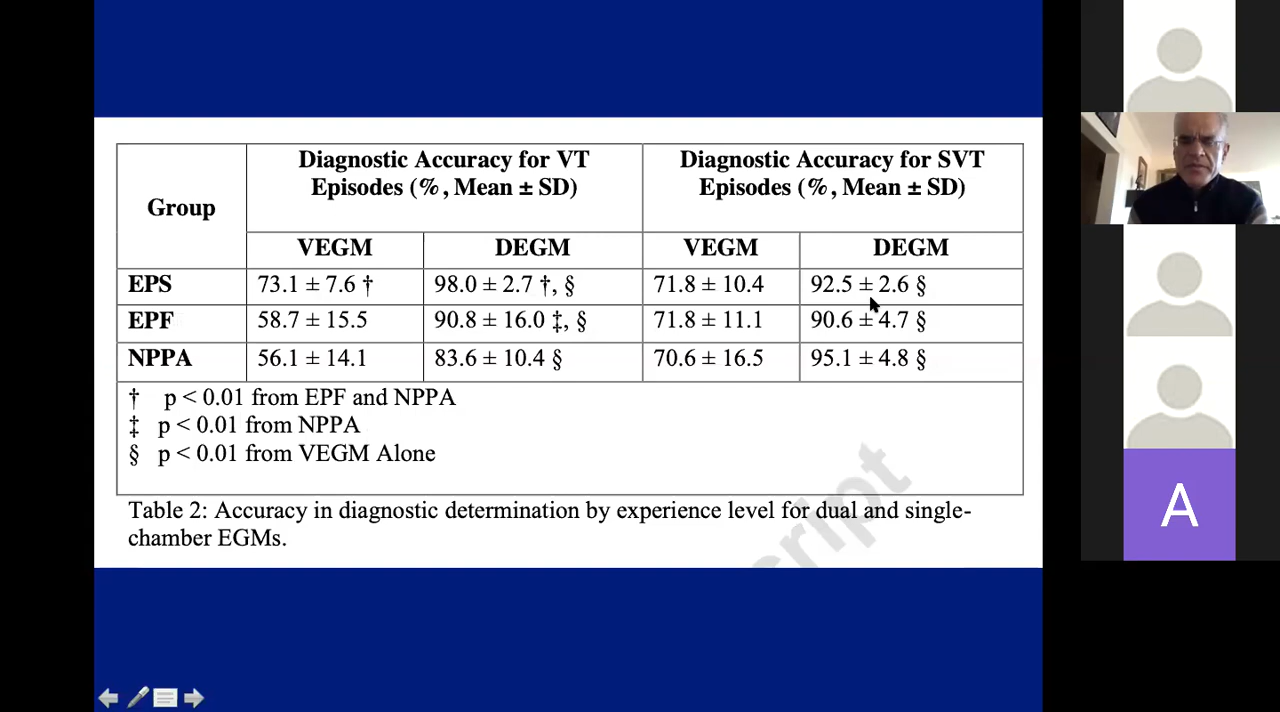 Group
Diagnostic Accuracy for VT
Episodes (%, Mean ± SD)
Diagnostic Accuracy for SVT
Episodes (%, Mean ± SD)
VEGM DEGM VEGM DEGM
EPS 73.1 ± 7.6 † 98.0 ± 2.7 †, § 71.8 ± 10.4 92.5 ± 2.6 §
EPF 58.7 ± 15.5 90.8 ± 16.0 ‡, § 71.8 ± 11.1 90.6 ± 4.7 §
NPPA 56.1 ± 14.1 83.6 ± 10.4 § 70.6 ± 16.5 95.1 ± 4.8 §
† p < 0.01 from EPF and NPPA
‡ p < 0.01 from NPPA
§ p < 0.01 from VEGM Alone
Table 2: Accuracy in diagnostic determination by experience level for dual and single-
chamber EGMs.
cript
A